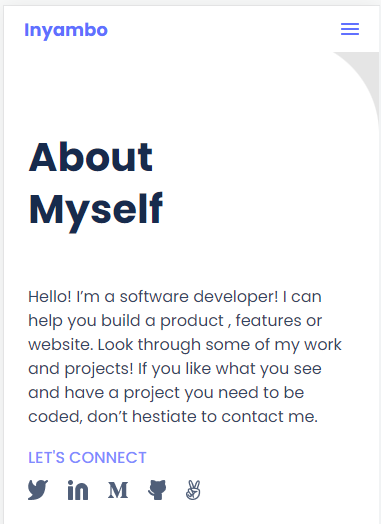 Inyambo
About
Myself
Hello! I’m a software developer! I can
help you build a product , features or
website. Look through some of my work
and projects! If you like what you see
and have a project you need to be
coded, don’t hestiate to contact me.
LET'S CONNECT